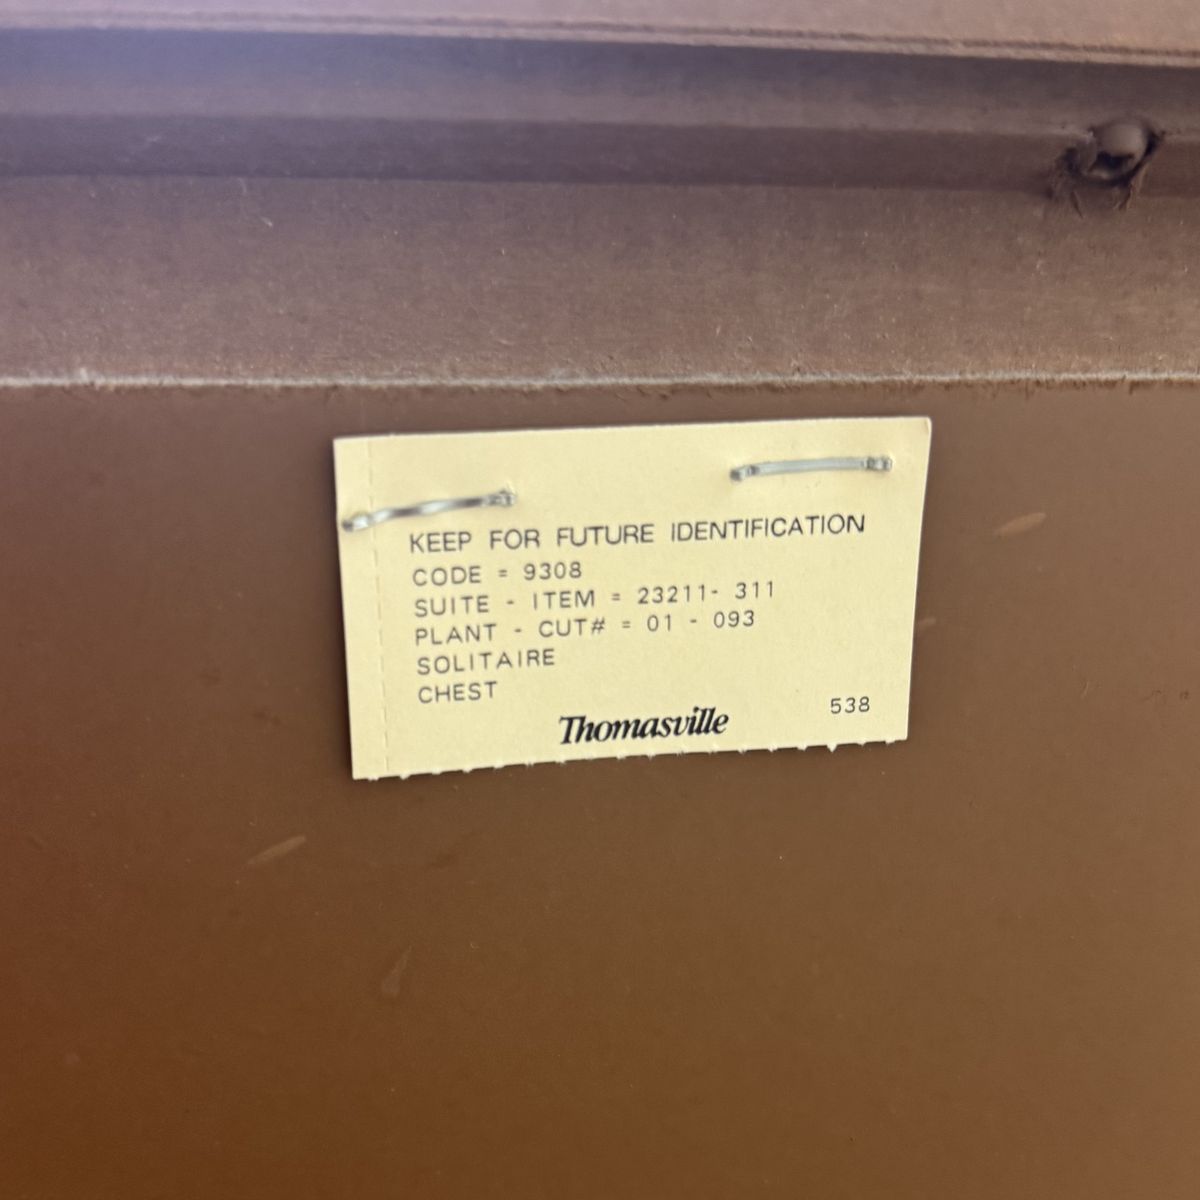 KEEP FOR FUTURE IDENTIFICATION
CODE = 9308
SUITE - ITEM = 23211- 311
PLANT - CUT# = 01 - 093
SOLITAIRE
CHEST
Thomasville 538